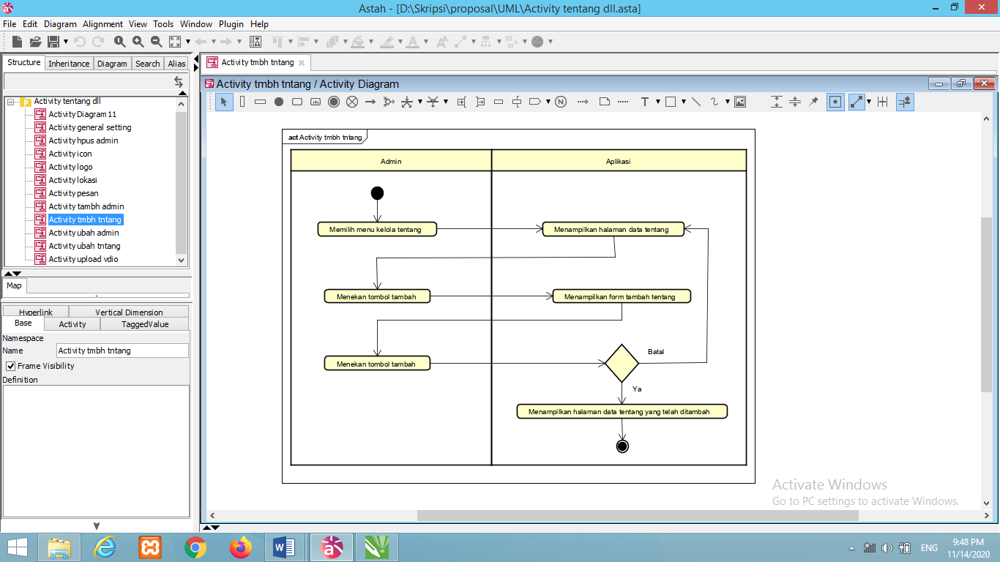 Astah - [D:\Skripsi\proposal\UML\Activity tentang dll.asta]
File Edit Diagram Alignment View Tools Window Plugin Help
Structure Inheritance Diagram Search Alias
Activity tmbh tntang
Activity tmbh tntang / Activity Diagram
T
N
A
Activity tentang dll
Activity Diagram 11
Activity general setting
Activity hpus admin
Activity icon
Activity logo
Activity lokasi
Activity pesan
Activity tambh admin
Activity tmbh tntang
Activity ubah admin
Activity ubah tntang
Activity upload vdio
Map
Hyperlink Vertical Dimension
Base Activity TaggedValue
Namespace
Name Activity tmbh tntang
Frame Visibility
Definition
act Activity tmbh tntang
Admin Aplikasi
Memilih menu kelola tentang Menampilkan halaman data tentang
Menekan tombol tambah Menampilkan form tambah tentang
Batal
Menekan tombol tambah
Ya
Menampilkan halaman data tentang yang telah ditambah
Activate Windows
Go to PC settings to activate Windows.
ENG 9:48 PM
11/14/2020